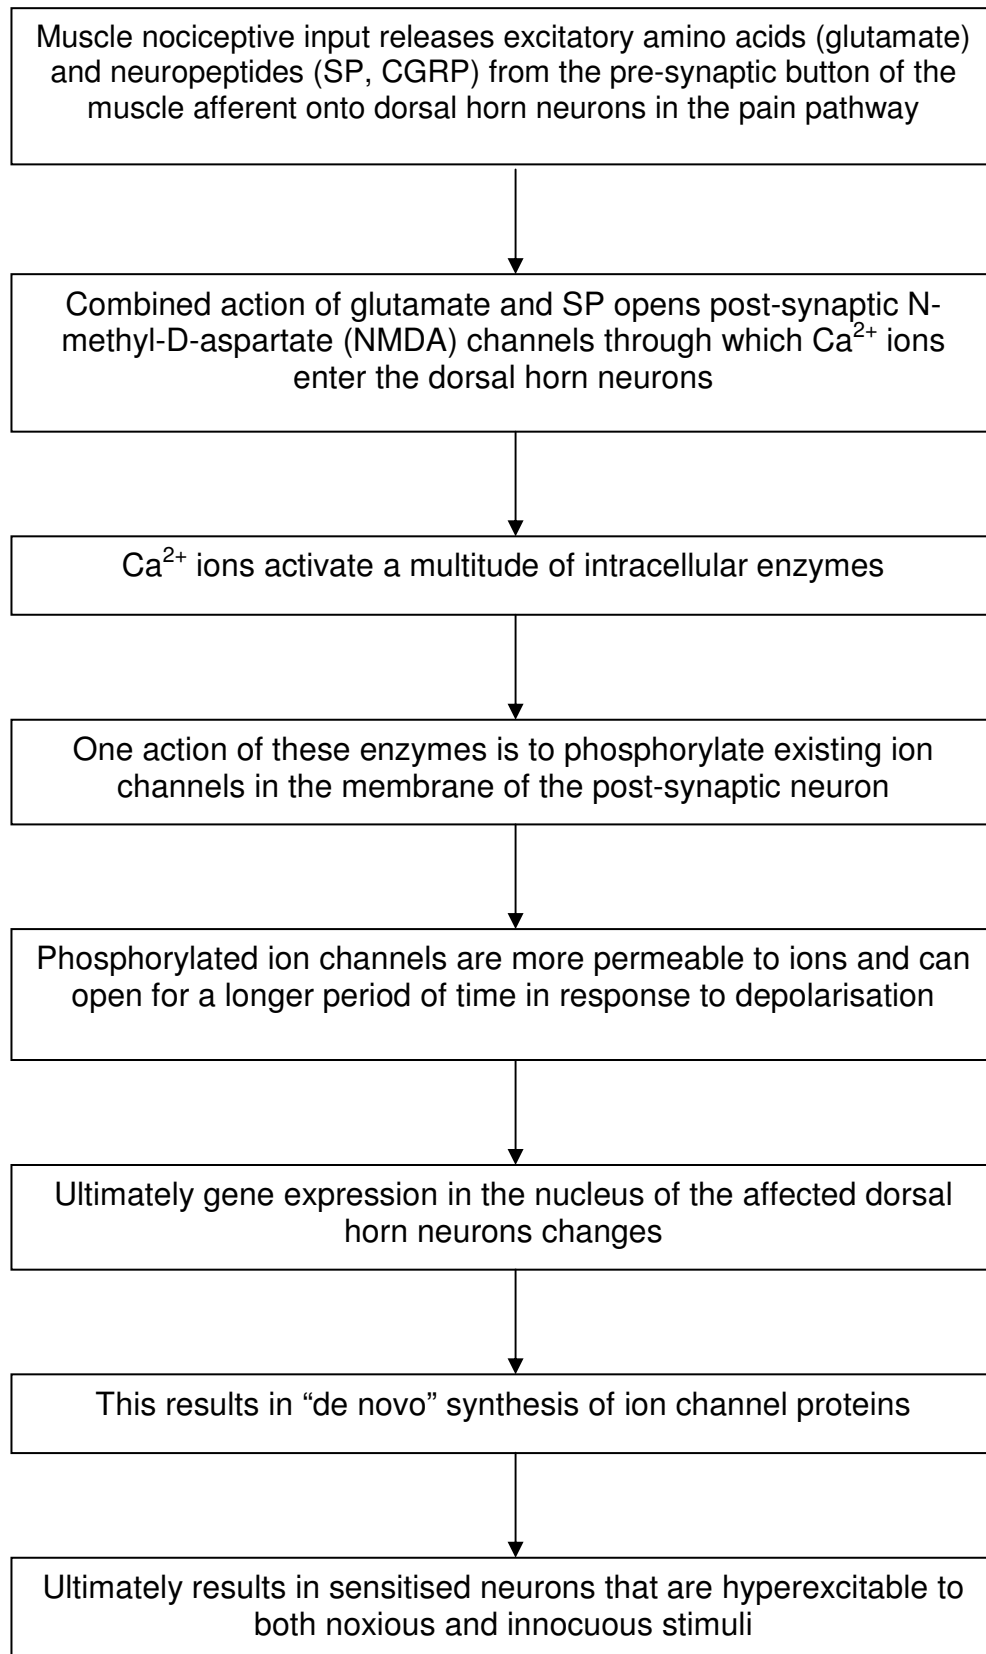 Muscle nociceptive input releases excitatory amino acids (glutamate)
and neuropeptides (SP, CGRP) from the pre-synaptic button of the
muscle afferent onto dorsal horn neurons in the pain pathway
Combined action of glutamate and SP opens post-synaptic N-
methyl-D-aspartate (NMDA) channels through which Ca²⁺ ions
enter the dorsal horn neurons
Ca²⁺ ions activate a multitude of intracellular enzymes
One action of these enzymes is to phosphorylate existing ion
channels in the membrane of the post-synaptic neuron
Phosphorylated ion channels are more permeable to ions and can
open for a longer period of time in response to depolarisation
Ultimately gene expression in the nucleus of the affected dorsal
horn neurons changes
This results in “de novo” synthesis of ion channel proteins
Ultimately results in sensitised neurons that are hyperexcitable to
both noxious and innocuous stimuli